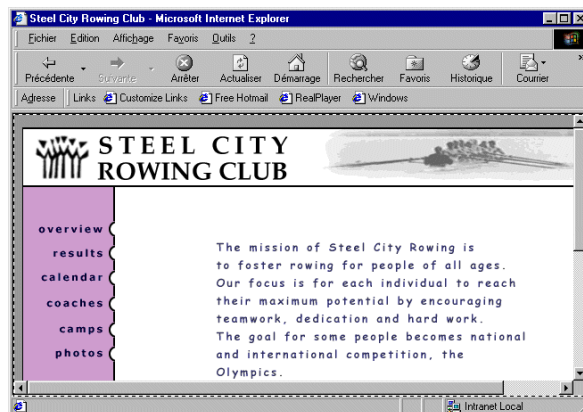 Steel City Rowing Club - Microsoft Internet Explorer
Fichier Edition Affichage Favoris Outils ?
Précédente Suivante Arrêter Actualiser Démarrage Rechercher Favoris Historique Courrier »
Adresse Links Customize Links Free Hotmail RealPlayer Windows
STEEL CITY
ROWING CLUB
overview
results
calendar
coaches
camps
photos
The mission of Steel City Rowing is
to foster rowing for people of all ages.
Our focus is for each individual to reach
their maximum potential by encouraging
teamwork, dedication and hard work.
The goal for some people becomes national
and international competition, the
Olympics.
Intranet Local